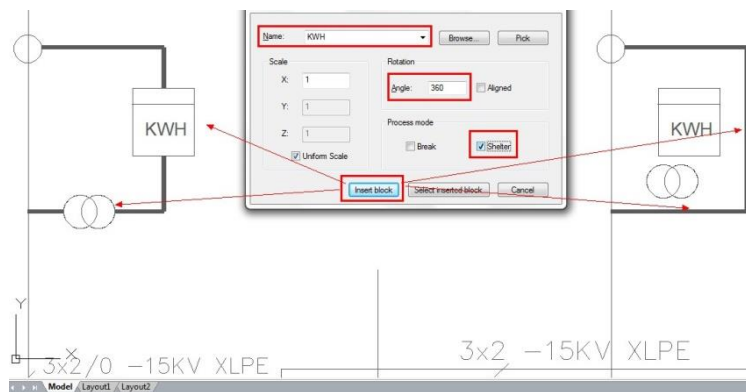 Name: KWH Browse... Pick
Scale Rotation
X: 1 Angle: 360 Aligned
Y: 1
Process mode
Z: 1 Break Shelter
Uniform Scale
Insert block Select inserted block Cancel
KWH KWH
Y
X
3x2/0 -15KV XLPE 3x2 -15KV XLPE
Model Layout1 Layout2